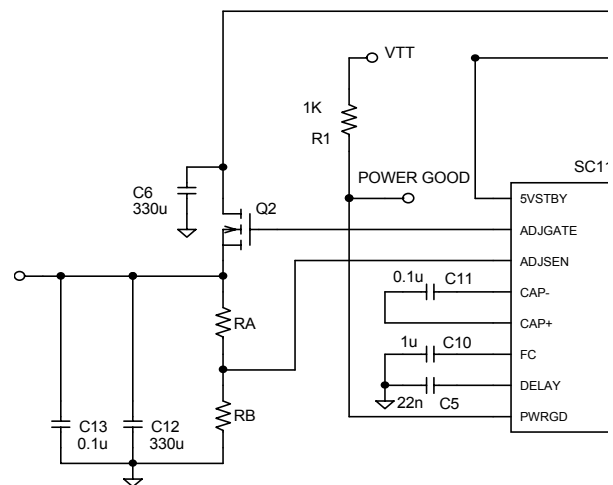 VTT
1K
R1
SC11
POWER GOOD
C6
330u
Q2
5VSTBY
ADJGATE
ADJSEN
0.1u
C11
CAP-
CAP+
RA
1u
C10
FC
DELAY
22n
C5
PWRGD
RB
C13
0.1u
C12
330u